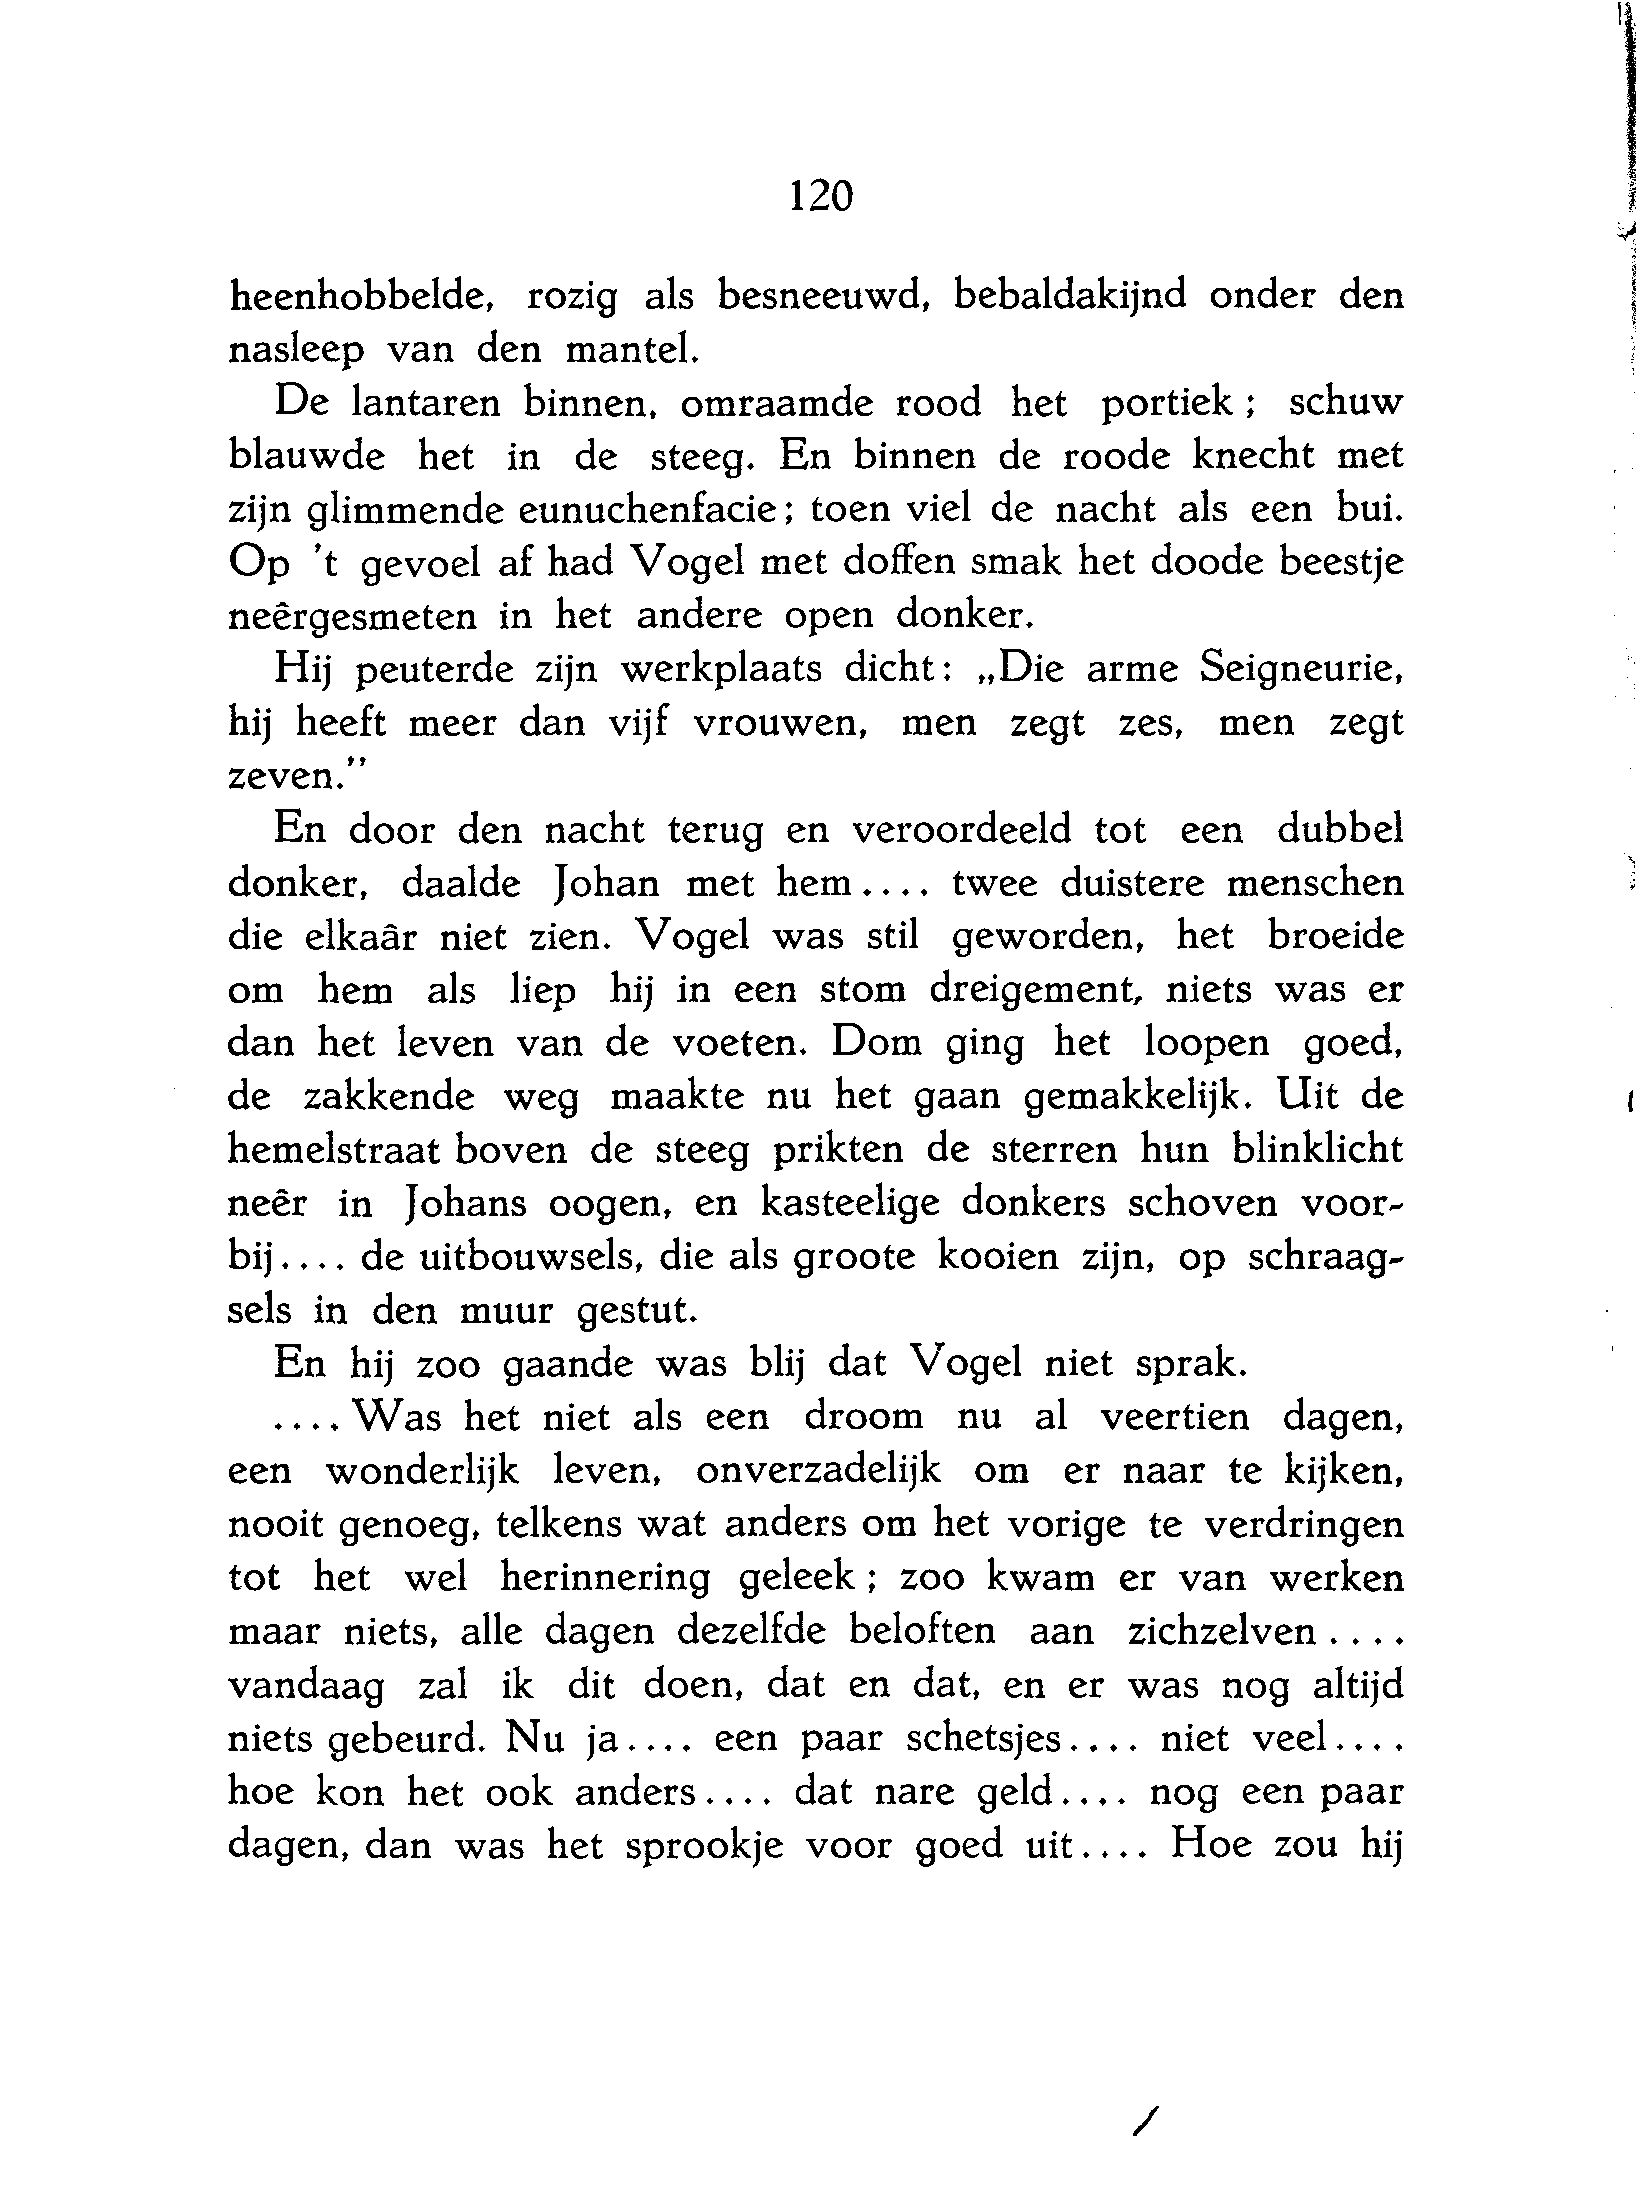 120
heenhobbelde, rozig als besneeuwd, bebaldakijnd onder den
nasleep van den mantel.
De lantaren binnen, omraamde rood het portiek ; schuw
blauwde het in de steeg. En binnen de roode knecht met
zijn glimmende eunuchenfacie; toen viel de nacht als een bui.
Op 't gevoel af had Vogel met doffen smak het doode beestje
neêrgesmeten in het andere open donker.
Hij peuterde zijn werkplaats dicht: „Die arme Seigneurie,
hij heeft meer dan vijf vrouwen, men zegt zes, men zegt
zeven."
En door den nacht terug en veroordeeld tot een dubbel
donker, daalde Johan met hem.... twee duistere menschen
die elkaâr niet zien. Vogel was stil geworden, het broeide
om hem als liep hij in een stom dreigement, niets was er
dan het leven van de voeten. Dom ging het loopen goed,
de zakkende weg maakte nu het gaan gemakkelijk. Uit de
hemelstraat boven de steeg prikten de sterren hun blinklicht
neêr in Johans oogen, en kasteelige donkers schoven voor-
bij.... de uitbouwsels, die als groote kooien zijn, op schraag-
sels in den muur gestut.
En hij zoo gaande was blij dat Vogel niet sprak.
.... Was het niet als een droom nu al veertien dagen,
een wonderlijk leven, onverzadelijk om er naar te kijken,
nooit genoeg, telkens wat anders om het vorige te verdringen
tot het wel herinnering geleek ; zoo kwam er van werken
maar niets, alle dagen dezelfde beloften aan zichzelven ....
vandaag zal ik dit doen, dat en dat, en er was nog altijd
niets gebeurd. Nu ja.... een paar schetsjes.... niet veel....
hoe kon het ook anders.... dat nare geld.... nog een paar
dagen, dan was het sprookje voor goed uit.... Hoe zou hij